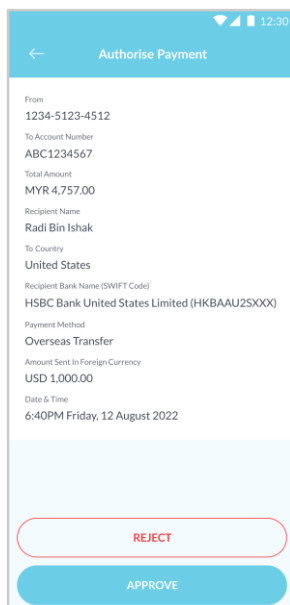 12:30
Authorise Payment
From
1234-5123-4512
To Account Number
ABC1234567
Total Amount
MYR 4,757.00
Recipient Name
Radi Bin Ishak
To Country
United States
Recipient Bank Name (SWIFT Code)
HSBC Bank United States Limited (HKBAAU2SXXX)
Payment Method
Overseas Transfer
Amount Sent In Foreign Currency
USD 1,000.00
Date & Time
6:40PM Friday, 12 August 2022
REJECT
APPROVE